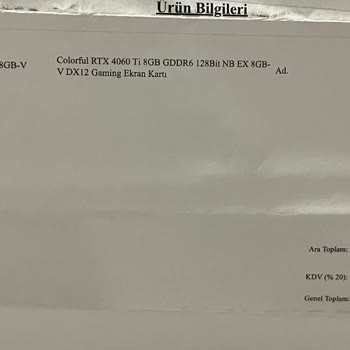 Ürün Bilgileri
8GB-V
Colorful RTX 4060 Ti 8GB GDDR6 128Bit NB EX 8GB-
V DX12 Gaming Ekran Kartı
Ad.
Ara Toplam:
KDV (% 20):
Genel Toplam: